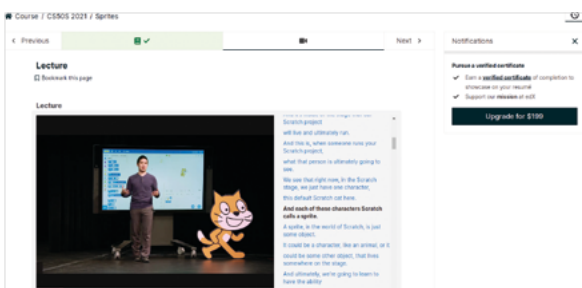 Course / CS50S 2021 / Sprites
Previous
Next
Notifications
Lecture
Bookmark this page
Pursue a verified certificate
Earn a verified certificate of completion to
showcase on your resumé
Support our mission at edX
Upgrade for $199
Lecture
Scratch project
will live and ultimately run.
And this is, when someone runs your
Scratch project,
what that person is ultimately going to
see.
We see that right now, in the Scratch
stage, we just have one character,
this default Scratch cat here.
And each of these characters Scratch
calls a sprite.
A sprite, in the world of Scratch, is just
some object.
It could be a character, like an animal, or it
could be some other object, that lives
somewhere on the stage.
And ultimately, we're going to learn to
have the ability